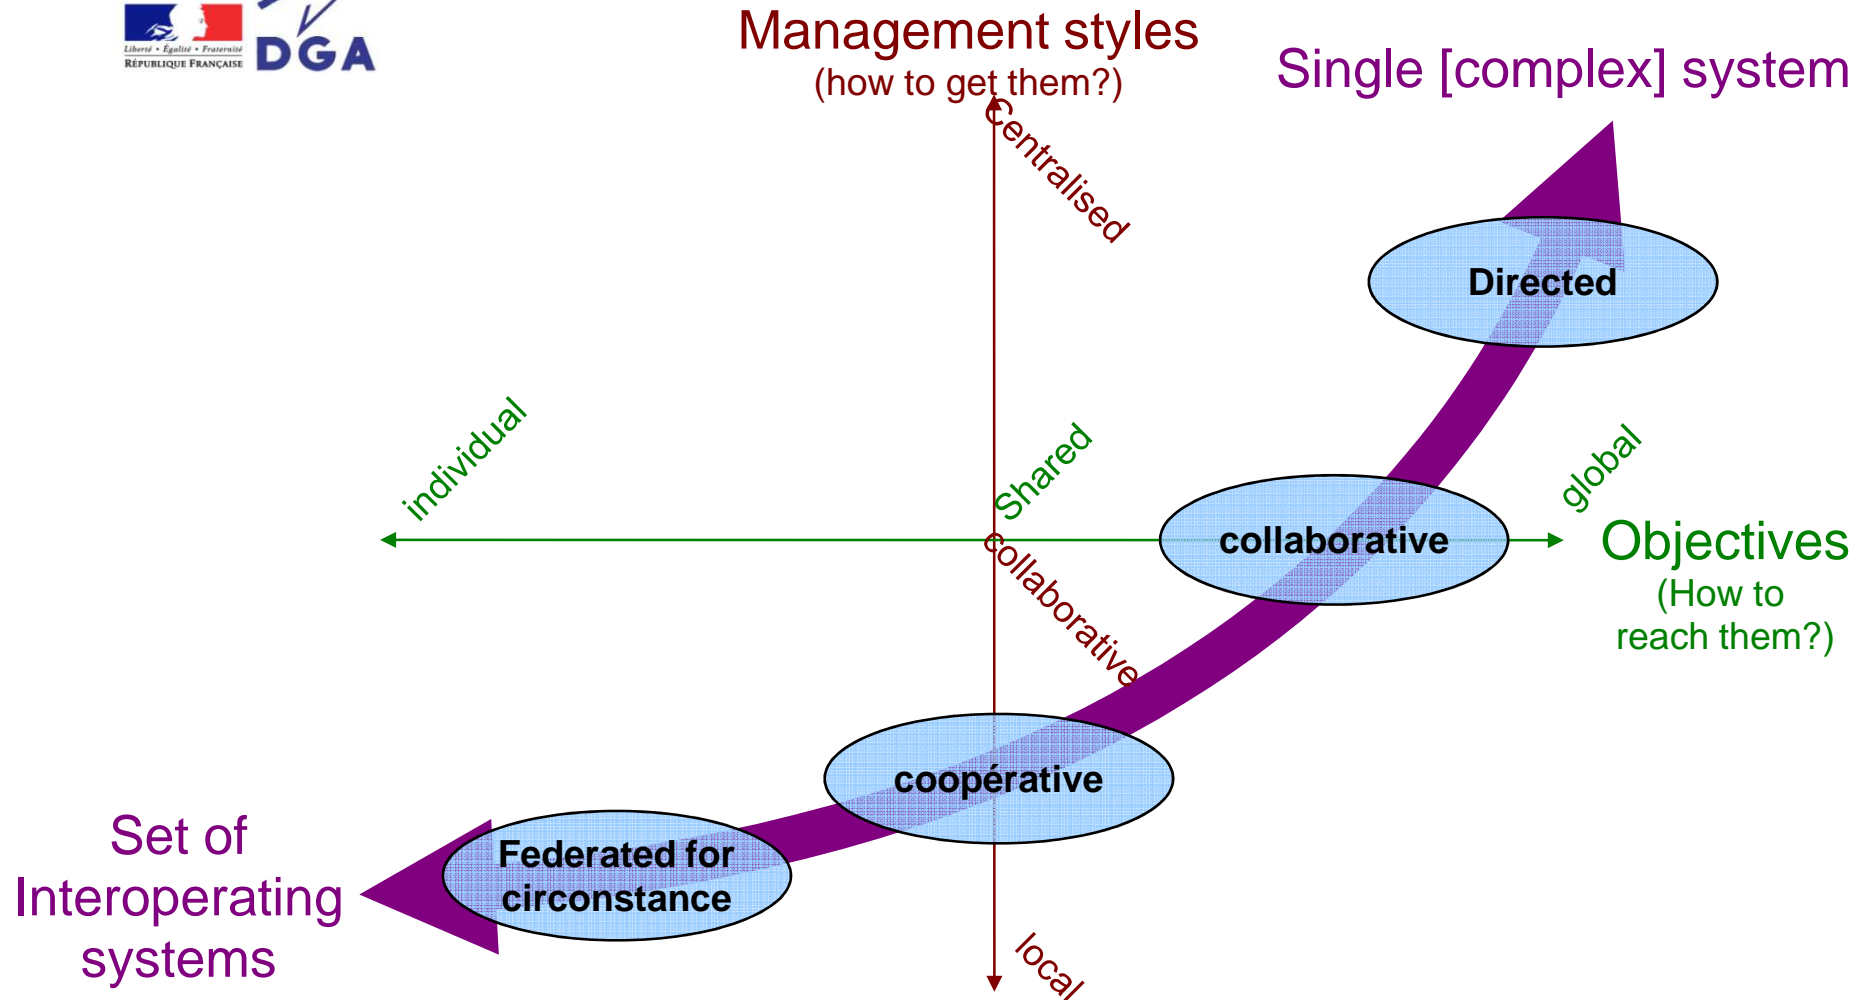 Liberté • Égalité • Fraternité
RÉPUBLIQUE FRANÇAISE
DGA
Management styles
(how to get them?)
Single [complex] system
Centralised
Directed
individual
Shared
global
collaborative
collaborative
Objectives
(How to
reach them?)
coopérative
Set of
Interoperating
systems
Federated for
circonstance
local